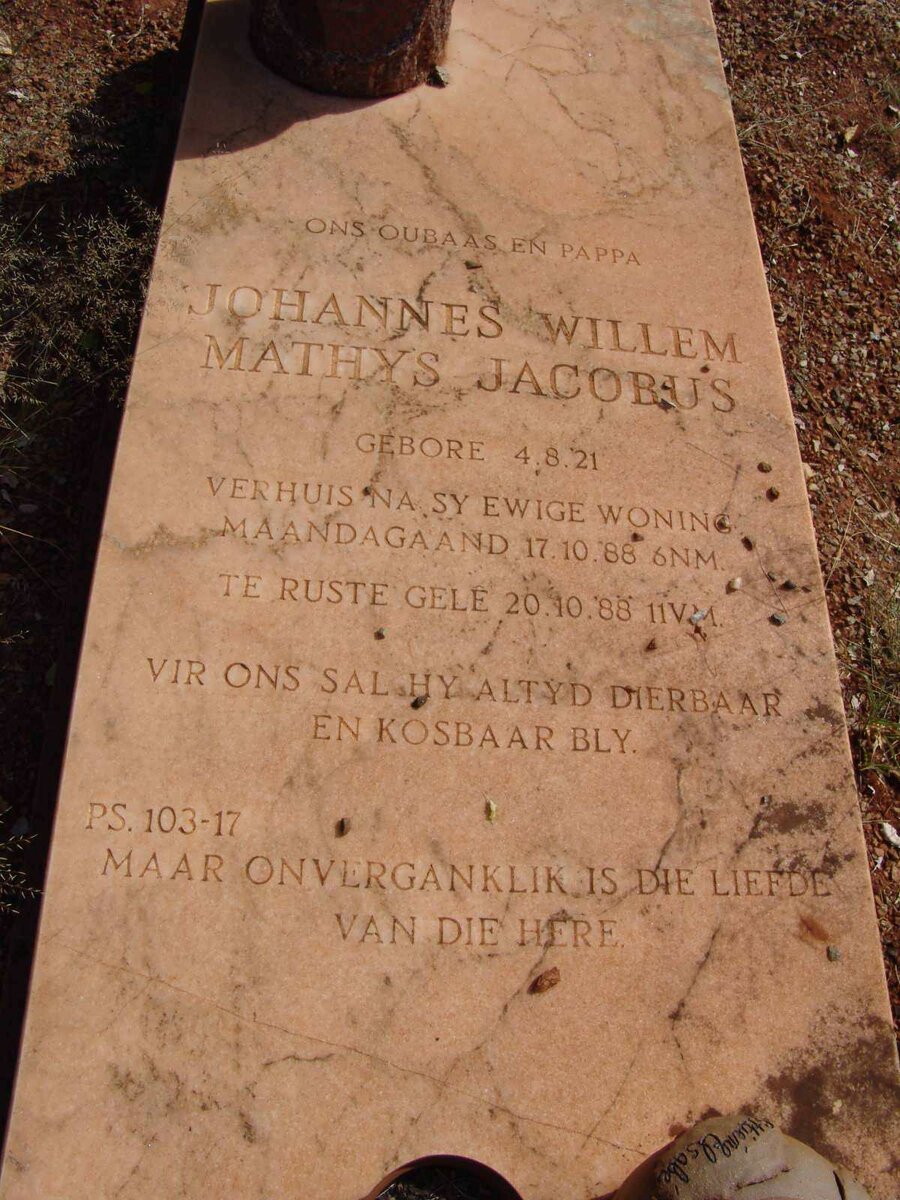 ONS OUBAAS EN PAPPA
JOHANNES WILLEM
MATHYS JACOBUS
GEBORE 4.8.21
VERHUIS NA SY EWIGE WONING
MAANDAGAAND 17.10.88 6NM.
TE RUSTE GELÊ 20.10.88 11VM.
VIR ONS SAL HY ALTYD DIERBAAR
EN KOSBAAR BLY.
PS. 103-17
MAAR ONVERGANKLIK IS DIE LIEFDE
VAN DIE HERE.